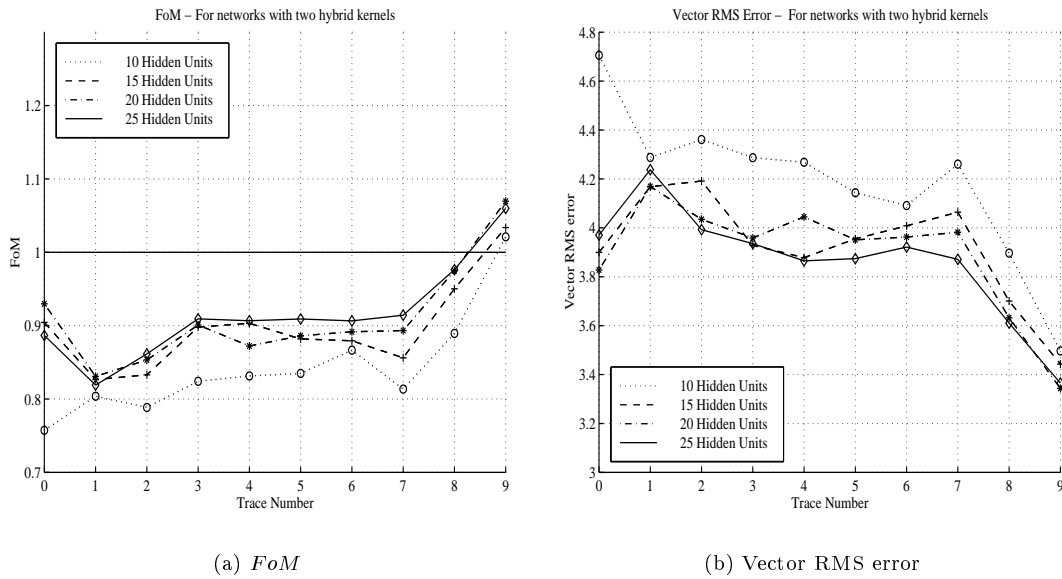 FoM – For networks with two hybrid kernels
10 Hidden Units
15 Hidden Units
20 Hidden Units
25 Hidden Units
1.2
1.1
1
0.9
0.8
0.7
FoM
0 1 2 3 4 5 6 7 8 9
Trace Number
(a) FoM
Vector RMS Error – For networks with two hybrid kernels
4.8
4.6
4.4
4.2
4
3.8
3.6
3.4
3.2
3
Vector RMS error
10 Hidden Units
15 Hidden Units
20 Hidden Units
25 Hidden Units
0 1 2 3 4 5 6 7 8 9
Trace Number
(b) Vector RMS error